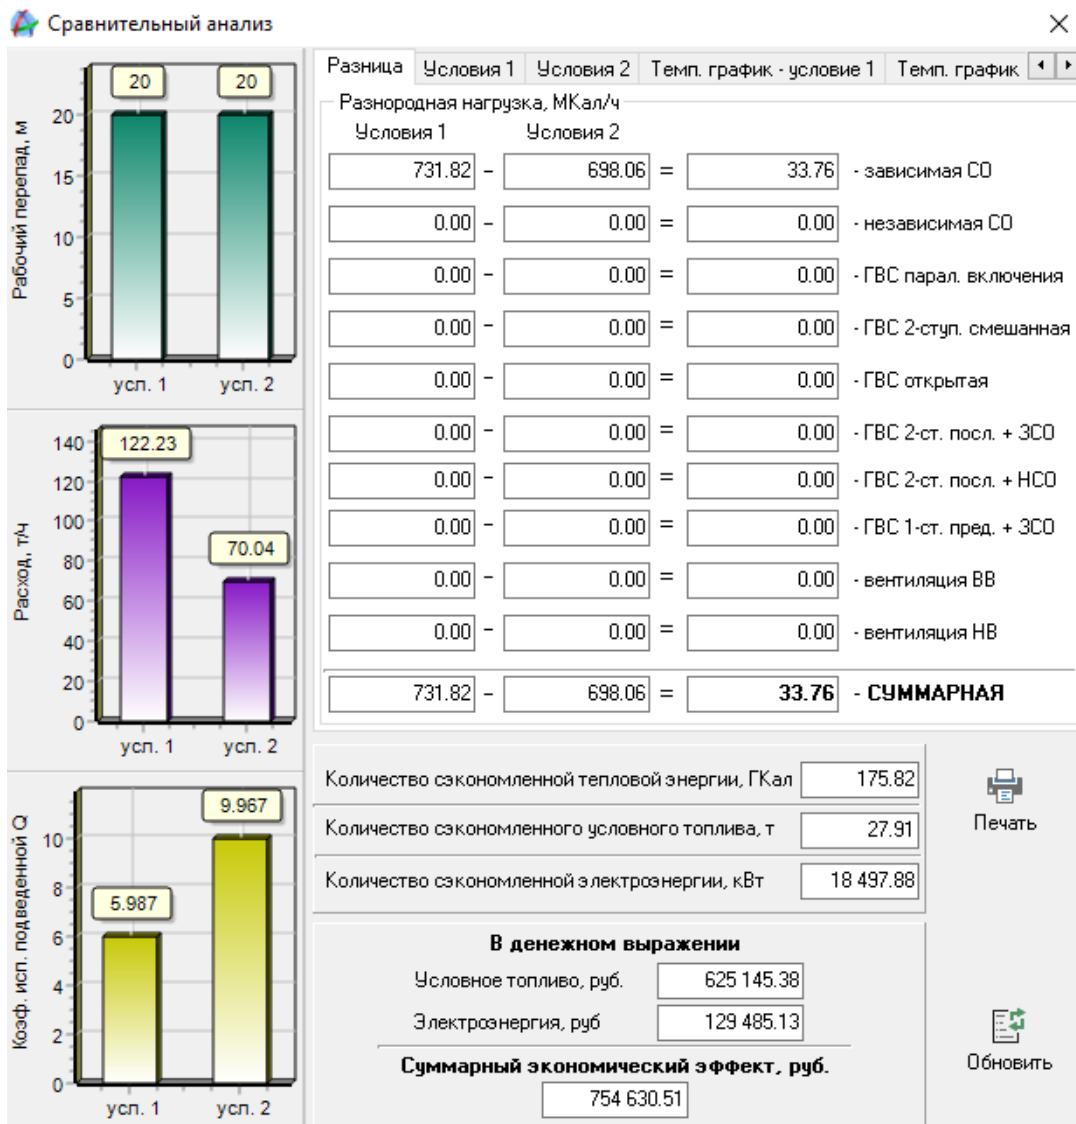 Сравнительный анализ
Рабочий перепад, м
20
15
10
5
0
20
20
усл. 1
усл. 2
Расход, т/ч
140
120
100
80
60
40
20
0
122.23
70.04
усл. 1
усл. 2
Коэф. исп. подведенной Q
10
8
6
4
2
0
5.987
9.967
усл. 1
усл. 2
Разница Условия 1 Условия 2 Темп. график - условие 1 Темп. график
Разнородная нагрузка, МКал/ч
Условия 1 Условия 2
731.82 - 698.06 = 33.76 - зависимая СО
0.00 - 0.00 = 0.00 - независимая СО
0.00 - 0.00 = 0.00 - ГВС парал. включения
0.00 - 0.00 = 0.00 - ГВС 2-ступ. смешанная
0.00 - 0.00 = 0.00 - ГВС открытая
0.00 - 0.00 = 0.00 - ГВС 2-ст. посл. + ЗСО
0.00 - 0.00 = 0.00 - ГВС 2-ст. посл. + НСО
0.00 - 0.00 = 0.00 - ГВС 1-ст. пред. + ЗСО
0.00 - 0.00 = 0.00 - вентиляция ВВ
0.00 - 0.00 = 0.00 - вентиляция НВ
731.82 - 698.06 = 33.76 - СУММАРНАЯ
Количество сэкономленной тепловой энергии, ГКал 175.82
Количество сэкономленного условного топлива, т 27.91
Количество сэкономленной электроэнергии, кВт 18 497.88
Печать
В денежном выражении
Условное топливо, руб. 625 145.38
Электроэнергия, руб 129 485.13
Суммарный экономический эффект, руб.
754 630.51
Обновить